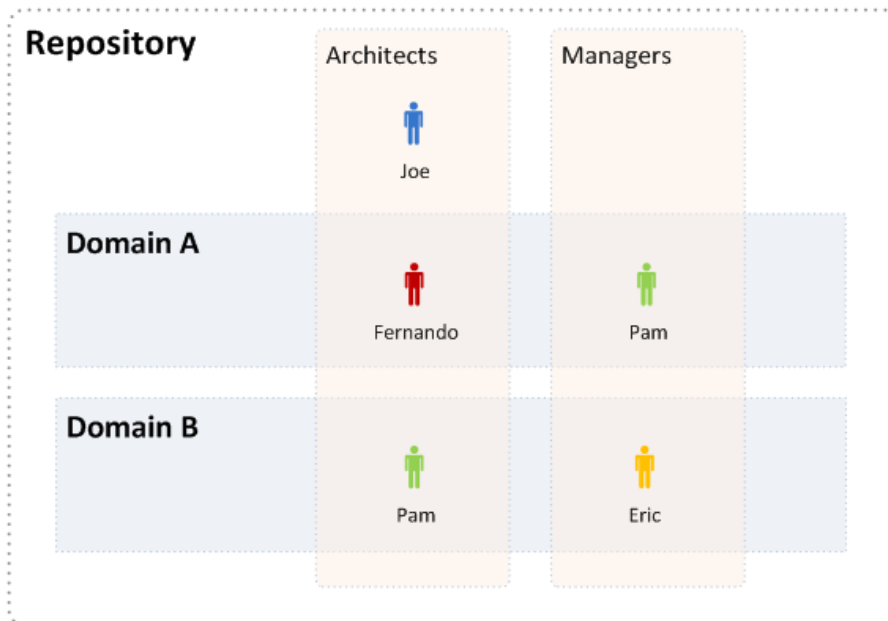 Repository
Architects
Managers
Joe
Domain A
Fernando
Pam
Domain B
Pam
Eric